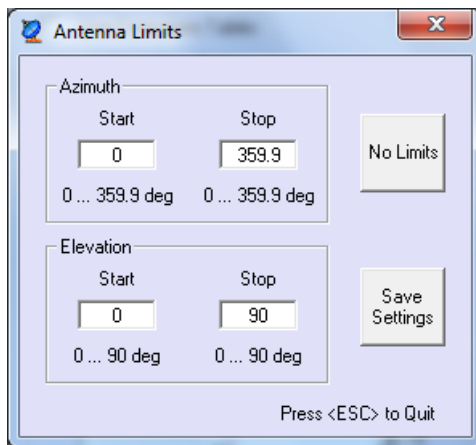 Antenna Limits
Azimuth
Start Stop
0 359.9
0 ... 359.9 deg 0 ... 359.9 deg
No Limits
Elevation
Start Stop
0 90
0 ... 90 deg 0 ... 90 deg
Save
Settings
Press <ESC> to Quit